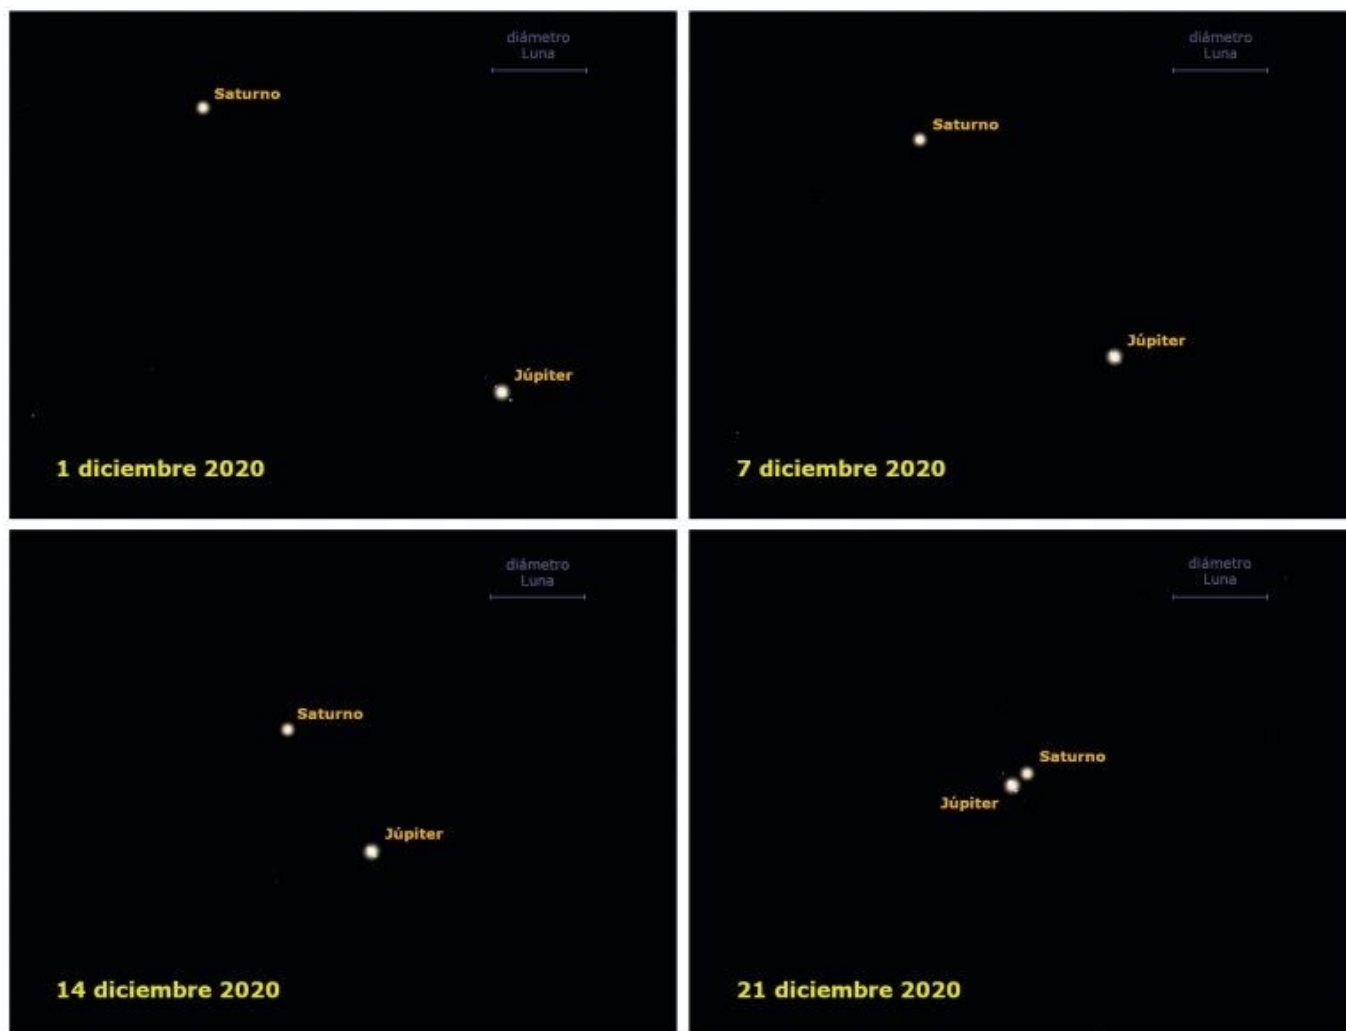 diámetro
Luna
Saturno
Júpiter
1 diciembre 2020
diámetro
Luna
Saturno
Júpiter
7 diciembre 2020
diámetro
Luna
Saturno
Júpiter
14 diciembre 2020
diámetro
Luna
Saturno
Júpiter
21 diciembre 2020